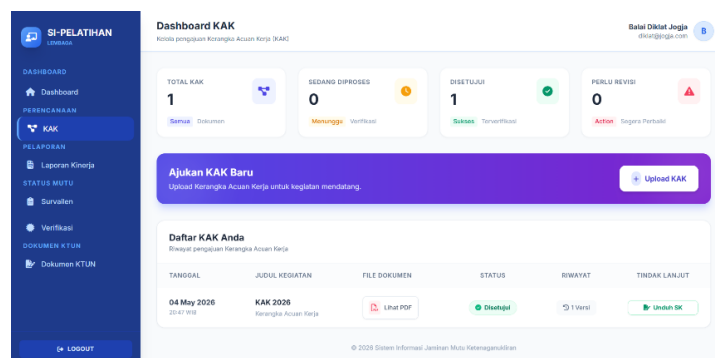 SI-PELATIHAN
LEMBAGA
DASHBOARD
Dashboard
PERENCANAAN
KAK
PELAPORAN
Laporan Kinerja
STATUS MUTU
Survailen
Verifikasi
DOKUMEN KTUN
Dokumen KTUN
LOGOUT
Dashboard KAK
Kelola pengajuan Kerangka Acuan Kerja (KAK)
Balai Diklat Jogja
diklat@jogja.com
B
TOTAL KAK
1
Semua Dokumen
SEDANG DIPROSES
0
Menunggu Verifikasi
DISETUJUI
1
Sukses Terverifikasi
PERLU REVISI
0
Action Segera Perbaiki
Ajukan KAK Baru
Upload Kerangka Acuan Kerja untuk kegiatan mendatang.
+ Upload KAK
Daftar KAK Anda
Riwayat pengajuan Kerangka Acuan Kerja
TANGGAL JUDUL KEGIATAN FILE DOKUMEN STATUS RIWAYAT TINDAK LANJUT
04 May 2026 KAK 2026 Lihat PDF Disetujui 1 Versi Unduh SK
20:47 WIB Kerangka Acuan Kerja
© 2026 Sistem Informasi Jaminan Mutu Ketenaganukliran